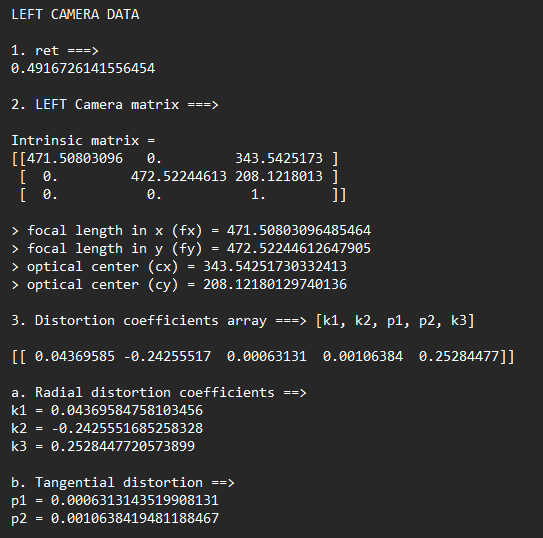 LEFT CAMERA DATA
1. ret ===>
0.4916726141556454
2. LEFT Camera matrix ===>
Intrinsic matrix =
[[471.50803096   0.         343.5425173 ]
 [  0.         472.52244613 208.1218013 ]
 [  0.           0.           1.        ]]
> focal length in x (fx) = 471.50803096485464
> focal length in y (fy) = 472.52244612647905
> optical center (cx) = 343.54251730332413
> optical center (cy) = 208.12180129740136
3. Distortion coefficients array ===> [k1, k2, p1, p2, k3]
[[ 0.04369585 -0.24255517  0.00063131  0.00106384  0.25284477]]
a. Radial distortion coefficients ==>
k1 = 0.04369584758103456
k2 = -0.2425551685258328
k3 = 0.2528447720573899
b. Tangential distortion ==>
p1 = 0.0006313143519908131
p2 = 0.0010638419481188467